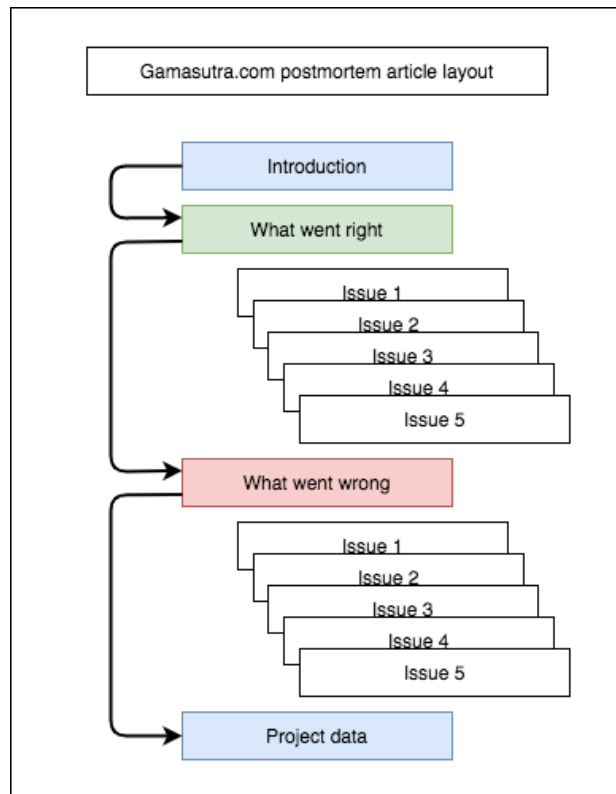 Gamasutra.com postmortem article layout
Introduction
What went right
Issue 1
Issue 2
Issue 3
Issue 4
Issue 5
What went wrong
Issue 1
Issue 2
Issue 3
Issue 4
Issue 5
Project data